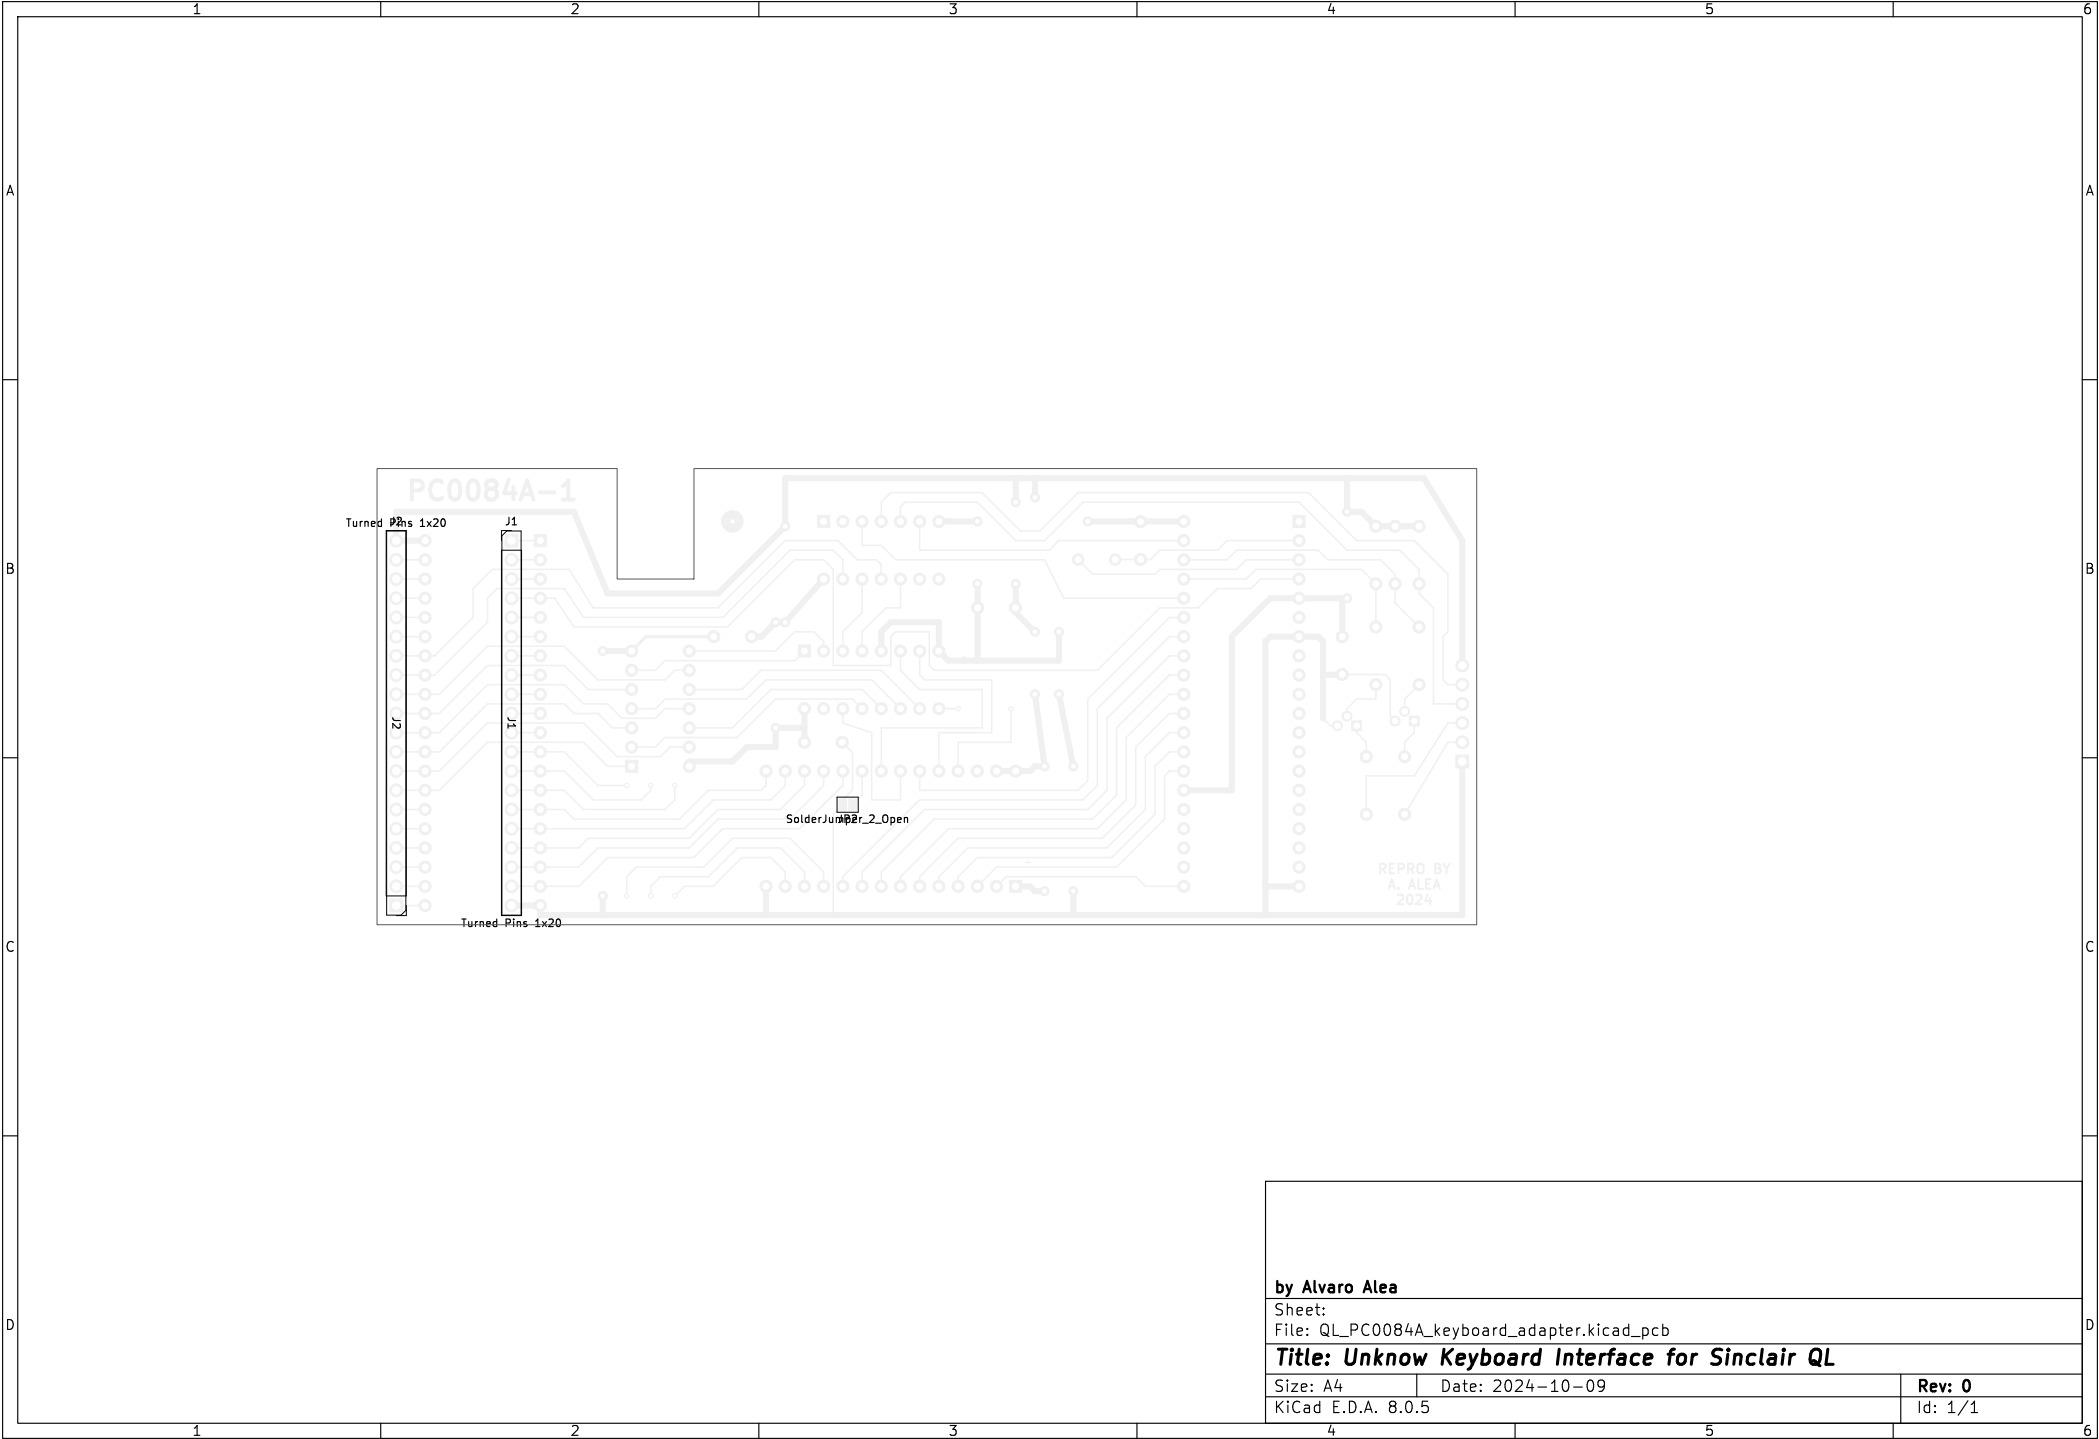 1 2 3 4 5 6
A A
PC0084A-1
J2 J1
Turned Pins 1x20
B B
J2 J1
SolderJumper_2_Open
JP2
REPRO BY
A. ALEA
2024
Turned Pins 1x20
C C
by Alvaro Alea
Sheet:
File: QL_PC0084A_keyboard_adapter.kicad_pcb
D D
Title: Unknow Keyboard Interface for Sinclair QL
Size: A4 Date: 2024-10-09 Rev: 0
KiCad E.D.A. 8.0.5 Id: 1/1
1 2 3 4 5 6